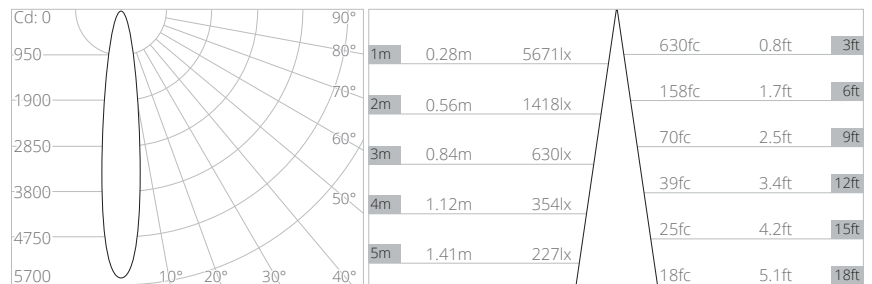 Cd: 0
950
1900
2850
3800
4750
5700
90°
80°
70°
60°
50°
10° 20° 30° 40°
1m 0.28m 5671lx
2m 0.56m 1418lx
3m 0.84m 630lx
4m 1.12m 354lx
5m 1.41m 227lx
630fc 0.8ft 3ft
158fc 1.7ft 6ft
70fc 2.5ft 9ft
39fc 3.4ft 12ft
25fc 4.2ft 15ft
18fc 5.1ft 18ft